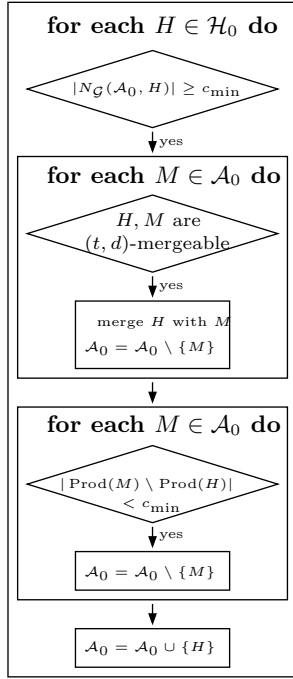 for each H ∈ ℋ₀ do
|N_𝒢(𝒜₀, H)| ≥ c_min
yes
for each M ∈ 𝒜₀ do
H, M are
(t, d)-mergeable
yes
merge H with M
𝒜₀ = 𝒜₀ \ {M}
for each M ∈ 𝒜₀ do
| Prod(M) \ Prod(H)|
< c_min
yes
𝒜₀ = 𝒜₀ \ {M}
𝒜₀ = 𝒜₀ ∪ {H}